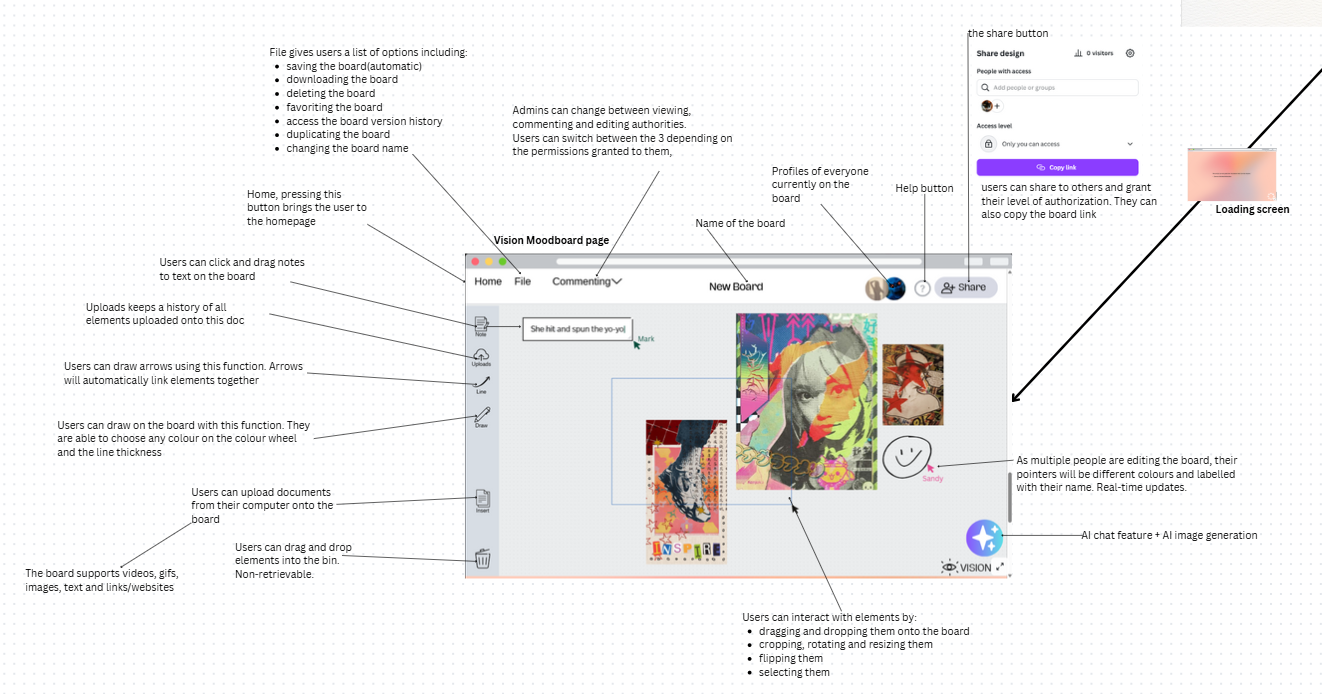 the share button
Share design
0 visitors
People with access
Add people or groups
+
Access level
Only you can access
Copy link
users can share to others and grant
their level of authorization. They can
also copy the board link
Loading screen
File gives users a list of options including:
saving the board(automatic)
downloading the board
deleting the board
favoriting the board
access the board version history
duplicating the board
changing the board name
Admins can change between viewing,
commenting and editing authorities.
Users can switch between the 3 depending on
the permissions granted to them,
Profiles of everyone
currently on the
board
Help button
Name of the board
Home, pressing this
button brings the user to
the homepage
Vision Moodboard page
Users can click and drag notes
to text on the board
Uploads keeps a history of all
elements uploaded onto this doc
Users can draw arrows using this function. Arrows
will automatically link elements together
Users can draw on the board with this function. They
are able to choose any colour on the colour wheel
and the line thickness
Users can upload documents
from their computer onto the
board
Users can drag and drop
elements into the bin.
Non-retrievable.
The board supports videos, gifs,
images, text and links/websites
Home
File
Commenting
New Board
?
Share
Note
Uploads
Line
Draw
Insert
She hit and spun the yo-yo
Mark
INSPIRE
Sandy
VISION
As multiple people are editing the board, their
pointers will be different colours and labelled
with their name. Real-time updates.
AI chat feature + AI image generation
Users can interact with elements by:
dragging and dropping them onto the board
cropping, rotating and resizing them
flipping them
selecting them